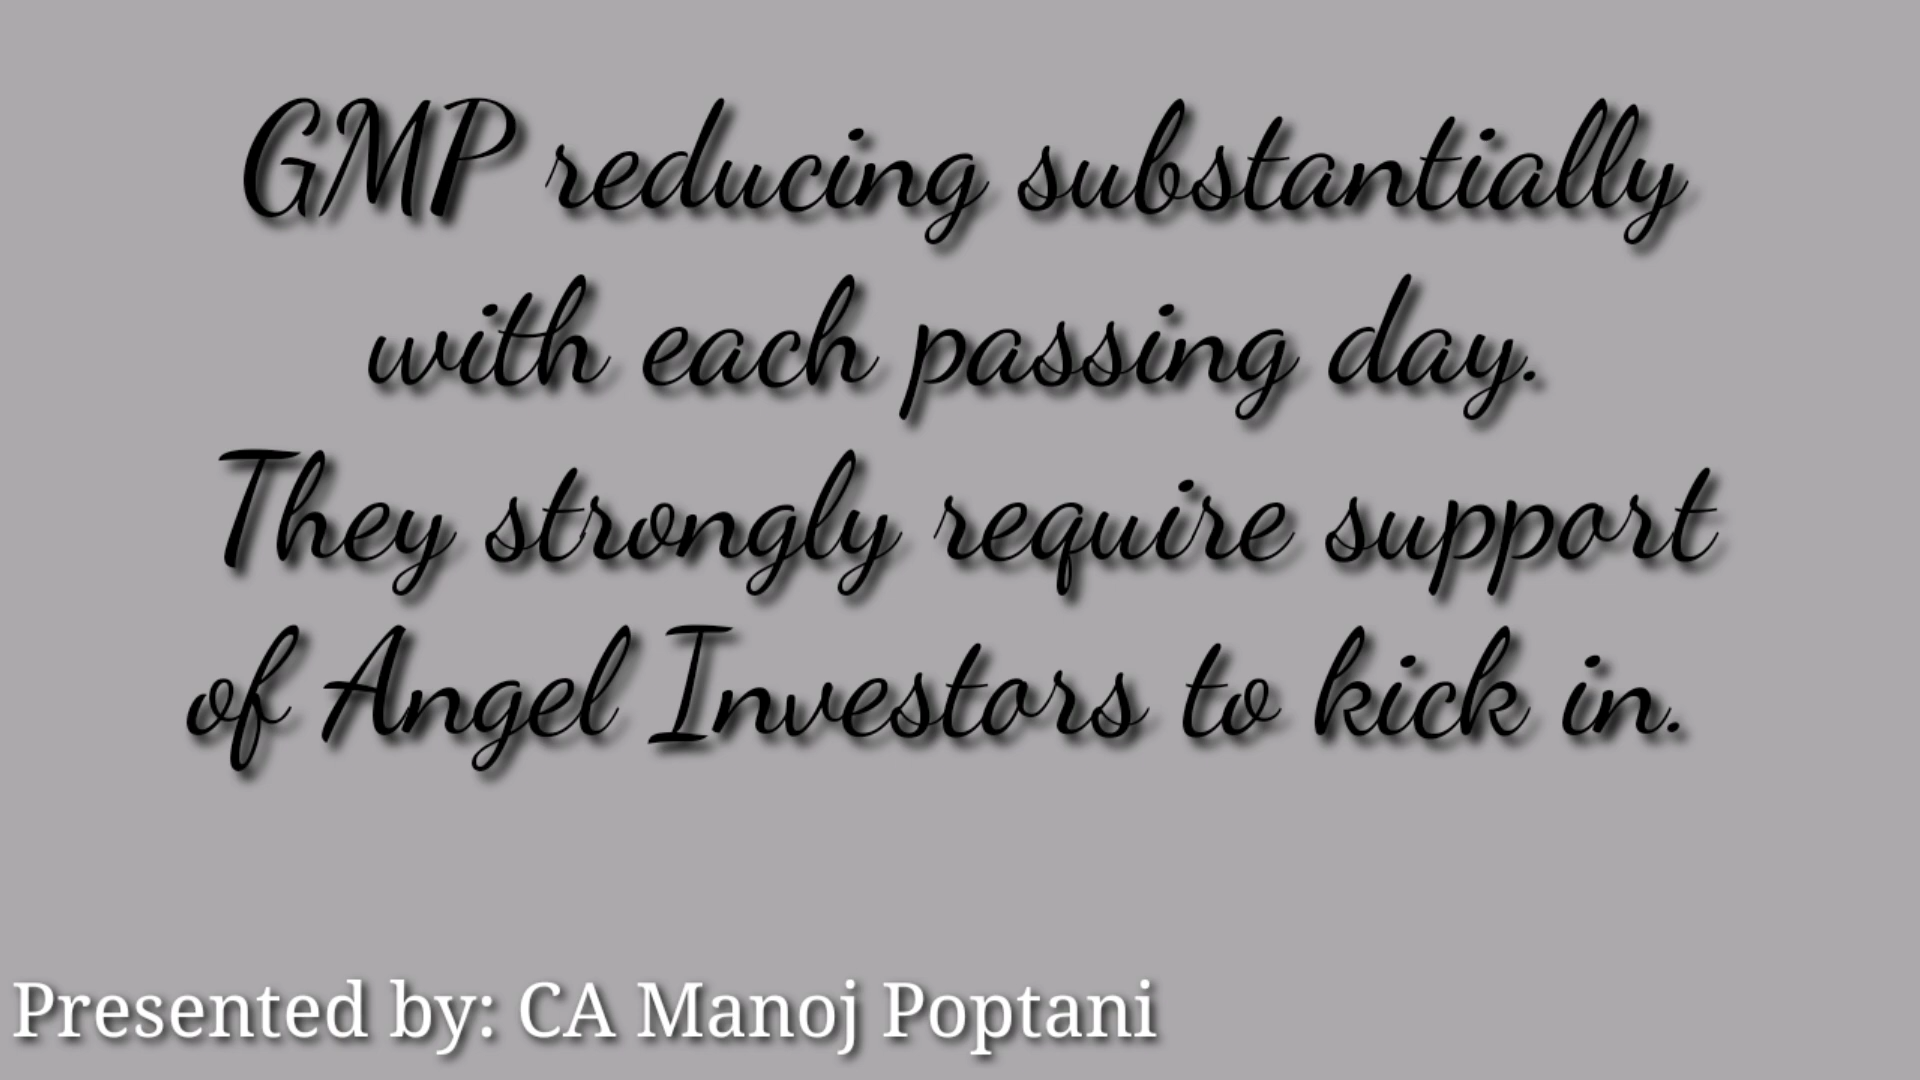 GMP reducing substantially
with each passing day.
They strongly require support
of Angel Investors to kick in.
Presented by: CA Manoj Poptani